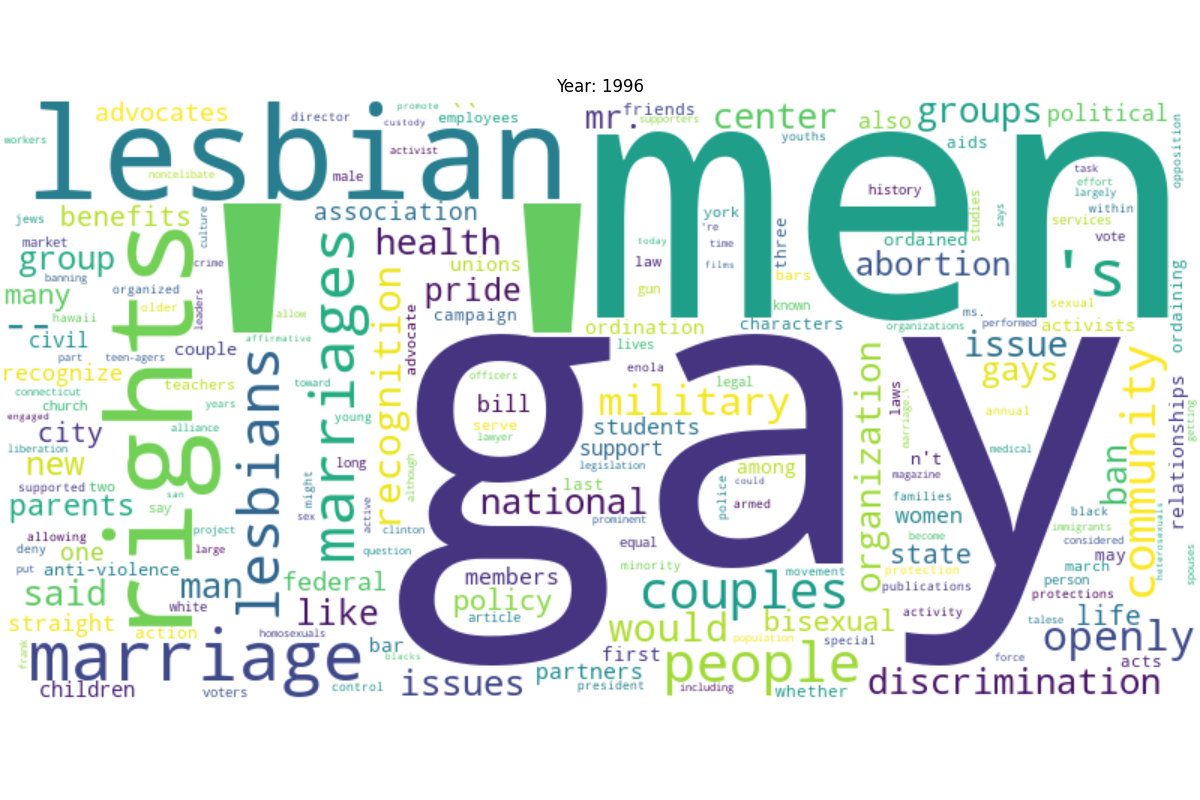 Year: 1996
lesbian
men
gay
rights
!
!
's
advocates
director
promote
``
custody
employees
activist
male
noncelibate
workers
mr.
friends
supporters
center
youths
also
groups
political
aids
opposition
history
task
effort
largely
within
services
vote
says
studies
jews
benefits
culture
market
crime
group
banning
organized
many
older
leaders
hawaii
--
civil
part
teen-agers
couple
allow
affirmative
association
health
unions
pride
campaign
marriages
recognition
advocate
york
're
time
today
law
films
gun
three
bars
known
characters
ordination
lives
enola
ordained
abortion
sexual
ordaining
organizations
ms.
performed
activists
issue
gays
recognize
teachers
connecticut
church
years
engaged
alliance
city
liberation
new
supported
two
san
parents
say
allowing
deny
project
large
one
put
anti-violence
said
man
white
straight
action
lesbians
toward
young
long
might
sex
active
although
clinton
question
officers
bill
serve
lawyer
military
legal
students
support
legislation
among
last
could
national
prominent
police
armed
equal
minority
organization
laws
marriage.\
annual
medical
n't
magazine
families
women
become
state
protection
publications
activity
community
ban
relationships
getting
black
immigrants
considered
may
march
person
protections
heterosexuals
spouses
talese
life
openly
acts
federal
like
members
policy
article
couples
movement
would
bisexual
population
special
first
people
force
discrimination
marriage
frank
homosexuals
bar
blacks
children
voters
control
issues
partners
president
including
whether